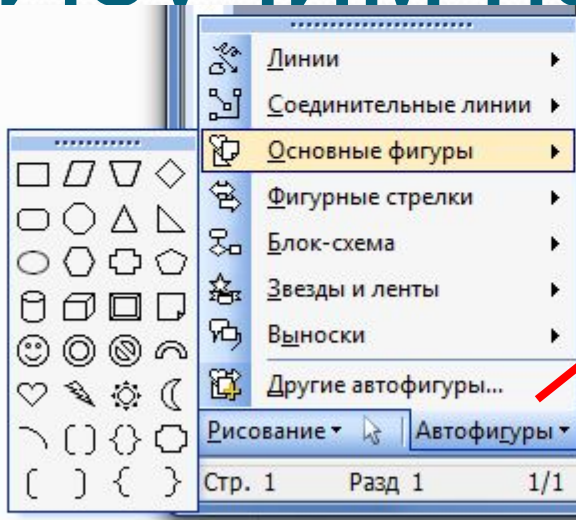 Линии
Соединительные линии
Основные фигуры
Фигурные стрелки
Блок-схема
Звезды и ленты
Выноски
Другие автофигуры...
Рисование Автофигуры
Стр. 1 Разд 1 1/1